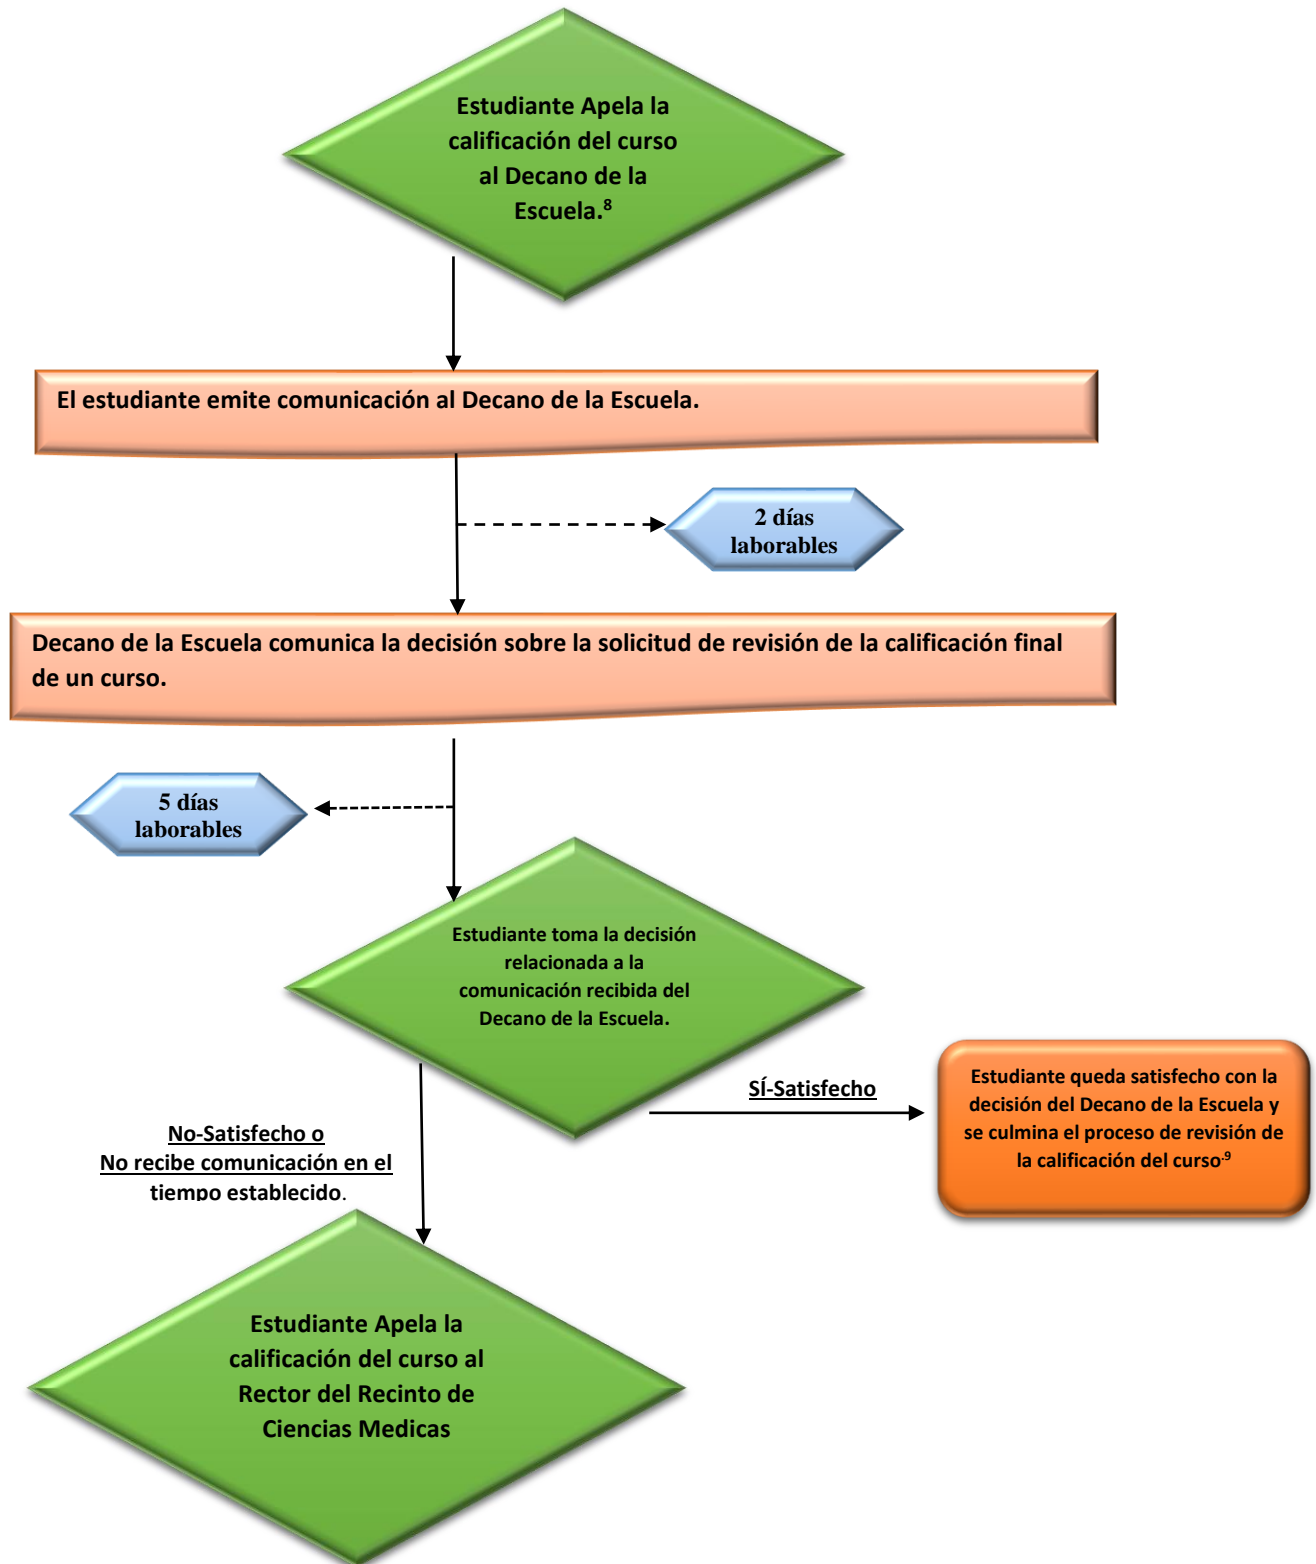 Estudiante Apela la
calificación del curso
al Decano de la
Escuela.⁸
El estudiante emite comunicación al Decano de la Escuela.
2 días
laborables
Decano de la Escuela comunica la decisión sobre la solicitud de revisión de la calificación final
de un curso.
5 días
laborables
Estudiante toma la decisión
relacionada a la
comunicación recibida del
Decano de la Escuela.
SÍ-Satisfecho
Estudiante queda satisfecho con la
decisión del Decano de la Escuela y
se culmina el proceso de revisión de
la calificación del curso.⁹
No-Satisfecho o
No recibe comunicación en el
tiempo establecido.
Estudiante Apela la
calificación del curso al
Rector del Recinto de
Ciencias Medicas